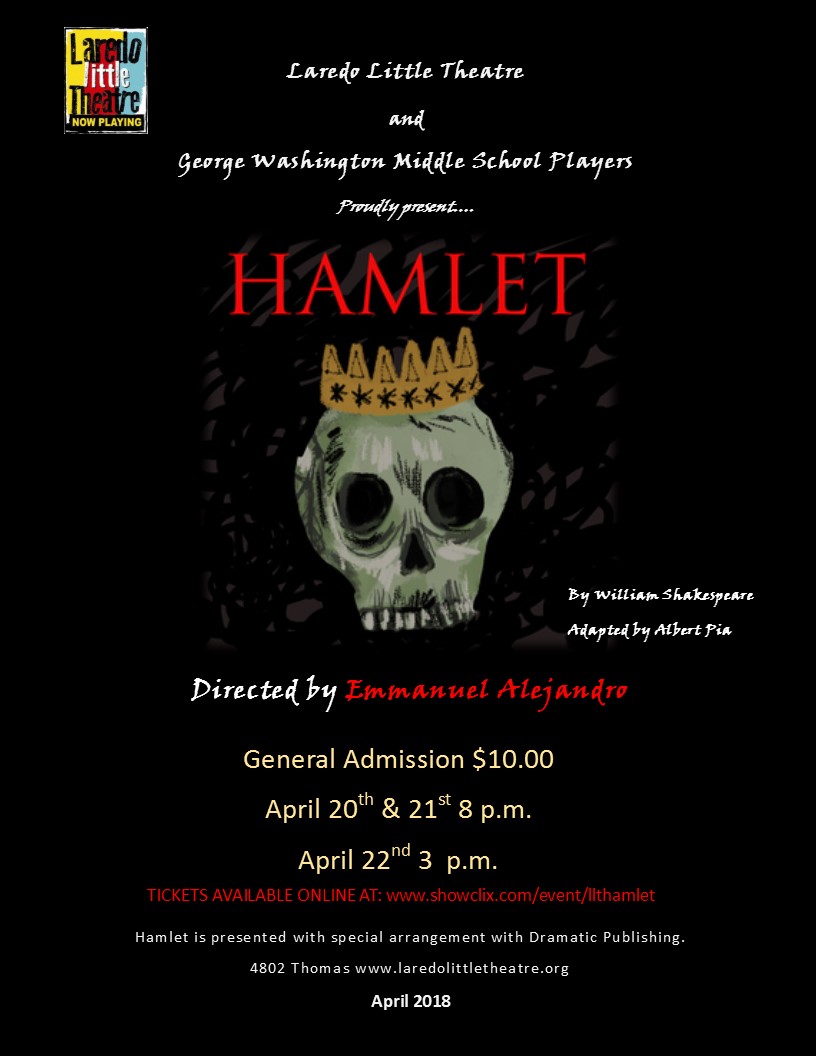 Laredo
little
Theatre
NOW PLAYING
Laredo Little Theatre
and
George Washington Middle School Players
Proudly present....
HAMLET
By William Shakespeare
Adapted by Albert Pia
Directed by Emmanuel Alejandro
General Admission $10.00
April 20th & 21st 8 p.m.
April 22nd 3 p.m.
TICKETS AVAILABLE ONLINE AT: www.showclix.com/event/llthamlet
Hamlet is presented with special arrangement with Dramatic Publishing.
4802 Thomas www.laredolittletheatre.org
April 2018